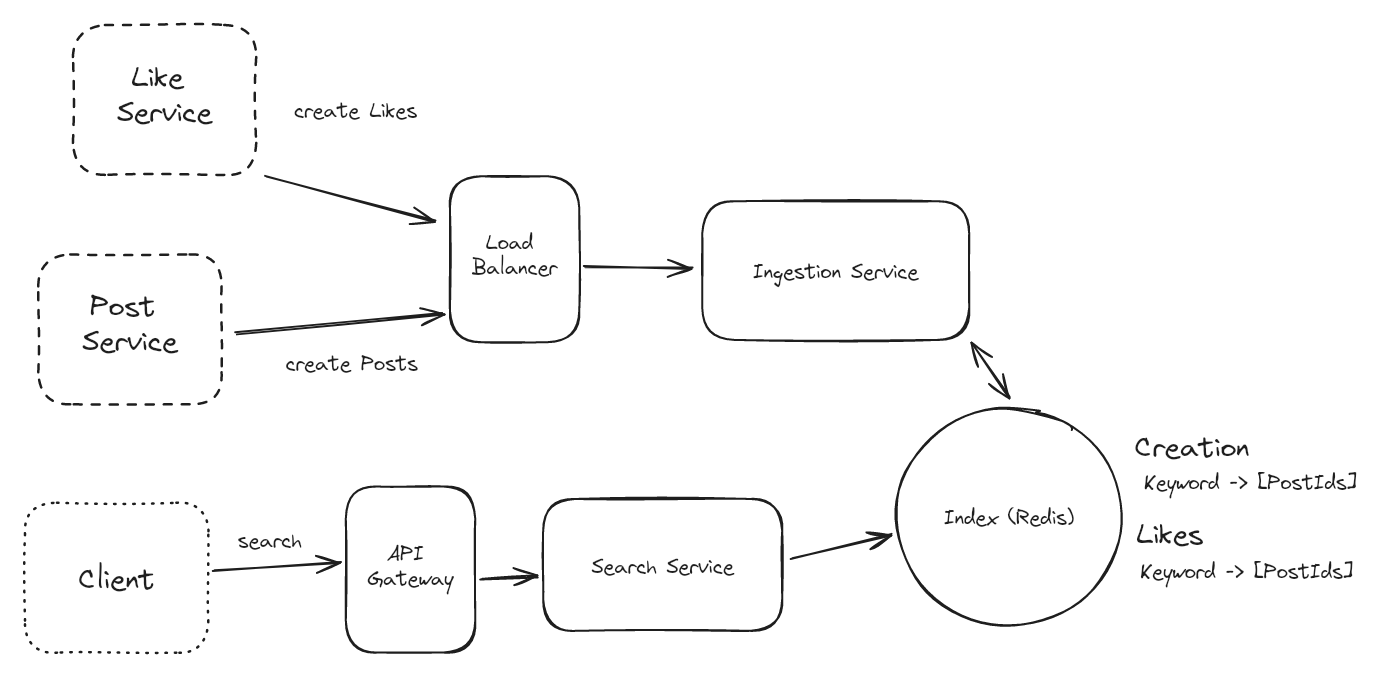 Like
Service
create Likes
Load
Balancer
Ingestion Service
Post
Service
create Posts
Creation
Keyword -> [PostIds]
Likes
Keyword -> [PostIds]
Index (Redis)
Client
search
API
Gateway
Search Service